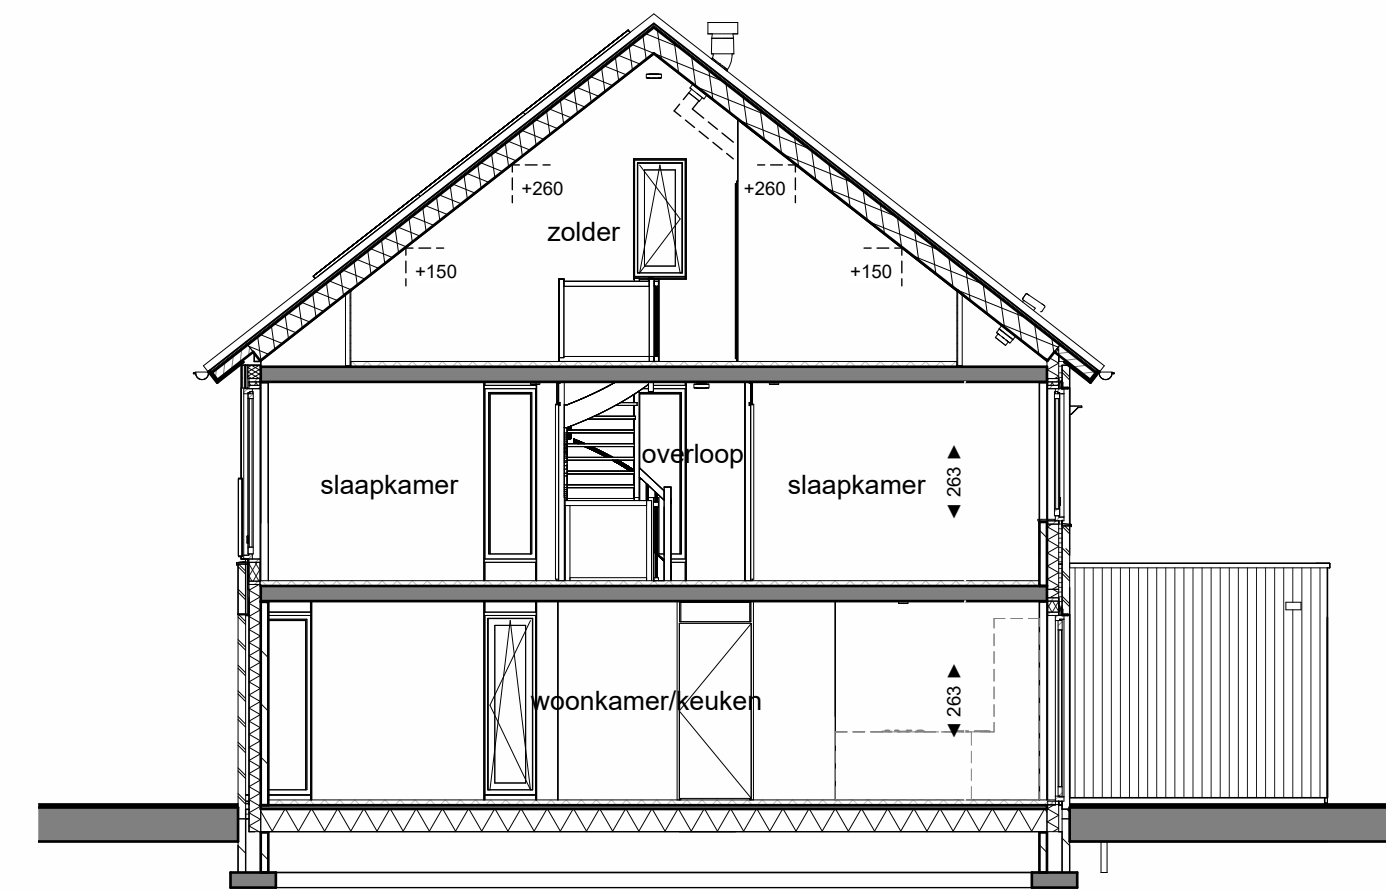 +260
+260
zolder
+150
+150
overloop
slaapkamer
slaapkamer
263
woonkamer/keuken
263